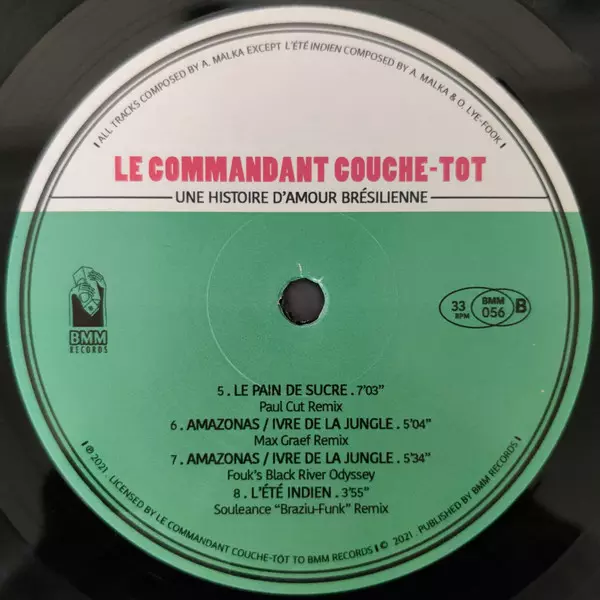 ALL TRACKS COMPOSED BY A. MALKA EXCEPT L'ÉTÉ INDIEN COMPOSED BY A. MALKA & O. LYE-FOOK
LE COMMANDANT COUCHE-TOT
UNE HISTOIRE D'AMOUR BRÉSILIENNE
BMM
RECORDS
33
RPM
BMM
056
B
5 . LE PAIN DE SUCRE . 7'03"
Paul Cut Remix
6 . AMAZONAS / IVRE DE LA JUNGLE . 5'04"
Max Graef Remix
7 . AMAZONAS / IVRE DE LA JUNGLE . 5'34"
Fouk's Black River Odyssey
8 . L'ÉTÉ INDIEN . 3'55"
Souleance "Braziu-Funk" Remix
℗ 2021. LICENSED BY LE COMMANDANT COUCHE-TÔT TO BMM RECORDS I © 2021. PUBLISHED BY BMM RECORDS